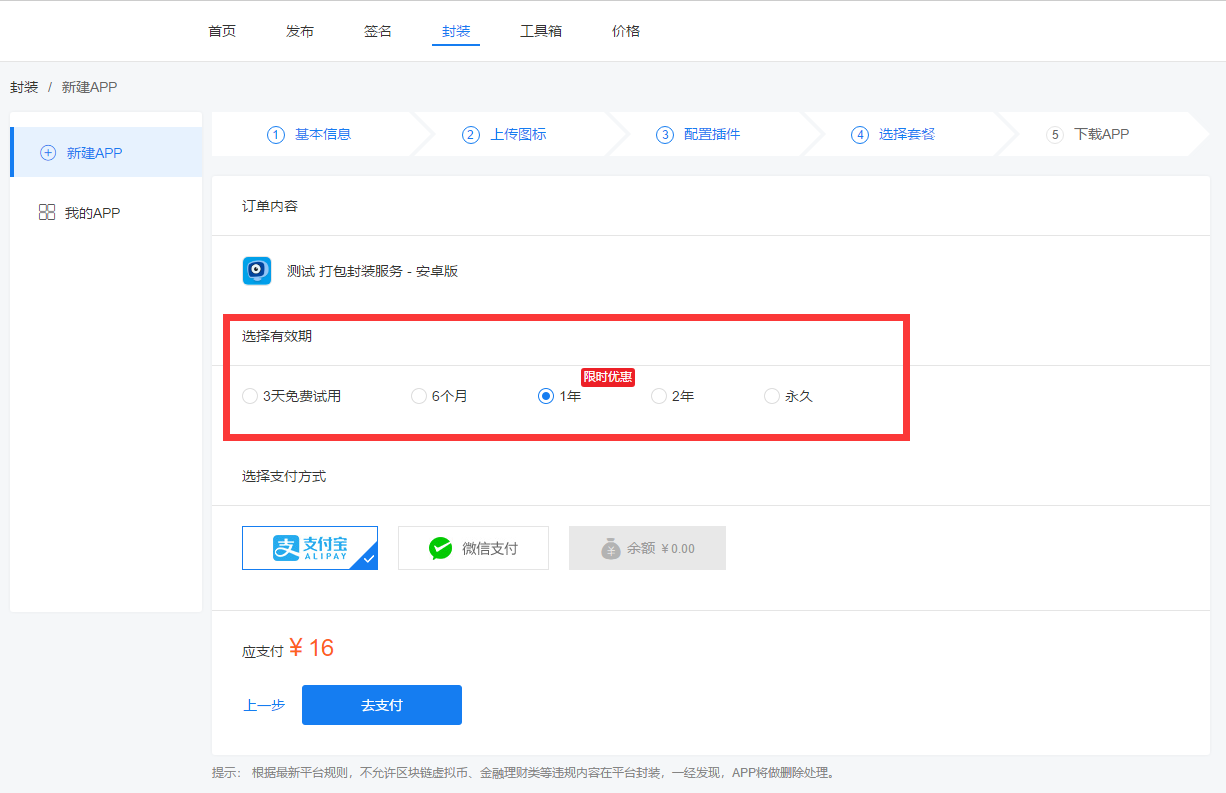 首页 发布 签名 封装 工具箱 价格
封装 / 新建APP
新建APP
我的APP
1 基本信息 2 上传图标 3 配置插件 4 选择套餐 5 下载APP
订单内容
测试 打包封装服务 - 安卓版
选择有效期
限时优惠
3天免费试用 6个月 1年 2年 永久
选择支付方式
支 支付宝 ALIPAY 微信支付 ¥ 余额 ¥0.00
应支付 ¥ 16
上一步 去支付
提示： 根据最新平台规则，不允许区块链虚拟币、金融理财类等违规内容在平台封装，一经发现，APP将做删除处理。